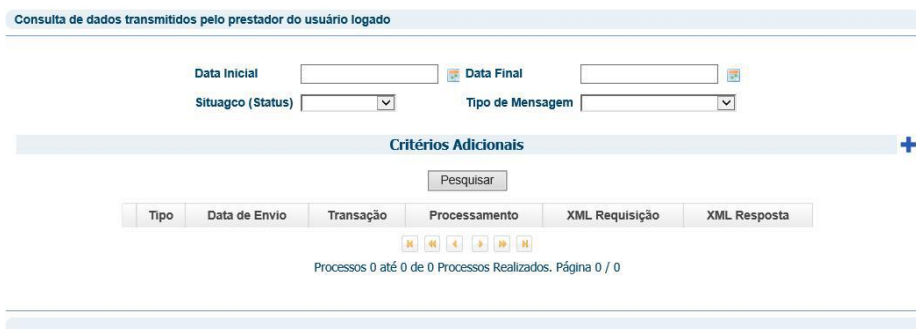 Consulta de dados transmitidos pelo prestador do usuário logado
Data Inicial Data Final
Situagco (Status) Tipo de Mensagem
Critérios Adicionais
Pesquisar
Tipo Data de Envio Transação Processamento XML Requisição XML Resposta
Processos 0 até 0 de 0 Processos Realizados. Página 0 / 0